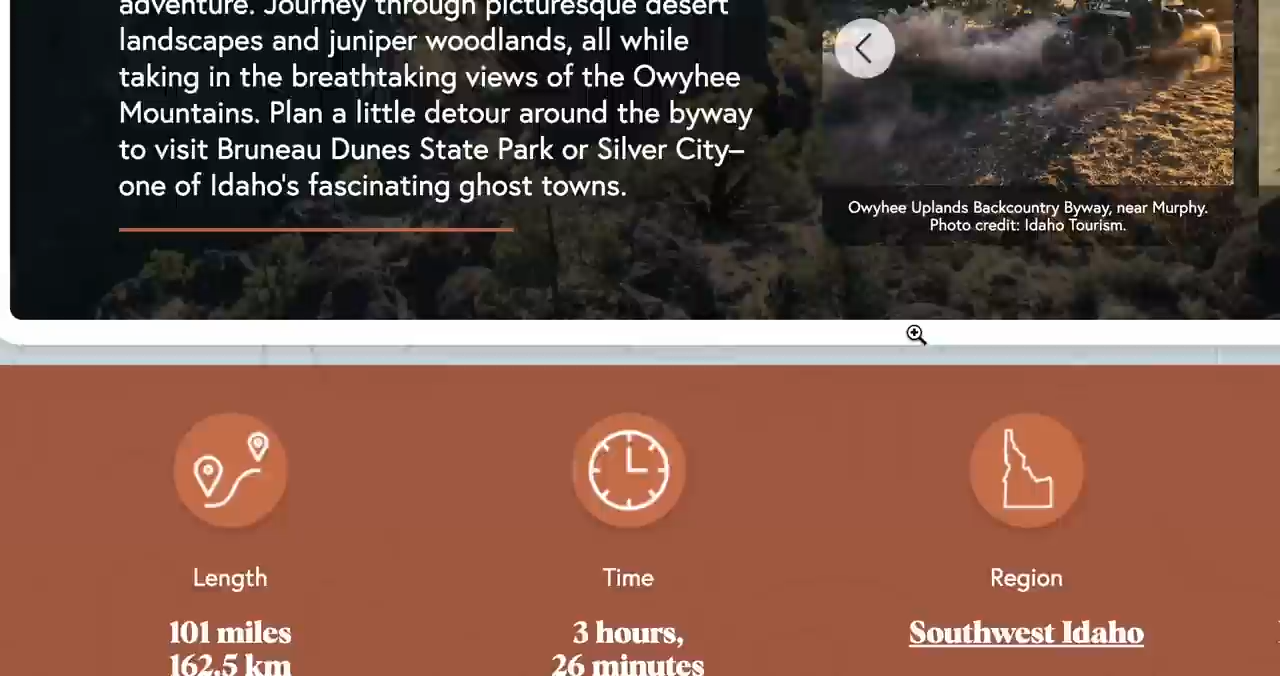 adventure. Journey through picturesque desert
landscapes and juniper woodlands, all while
taking in the breathtaking views of the Owyhee
Mountains. Plan a little detour around the byway
to visit Bruneau Dunes State Park or Silver City–
one of Idaho's fascinating ghost towns.
Owyhee Uplands Backcountry Byway, near Murphy.
Photo credit: Idaho Tourism.
Length
101 miles
162.5 km
Time
3 hours,
26 minutes
Region
Southwest Idaho